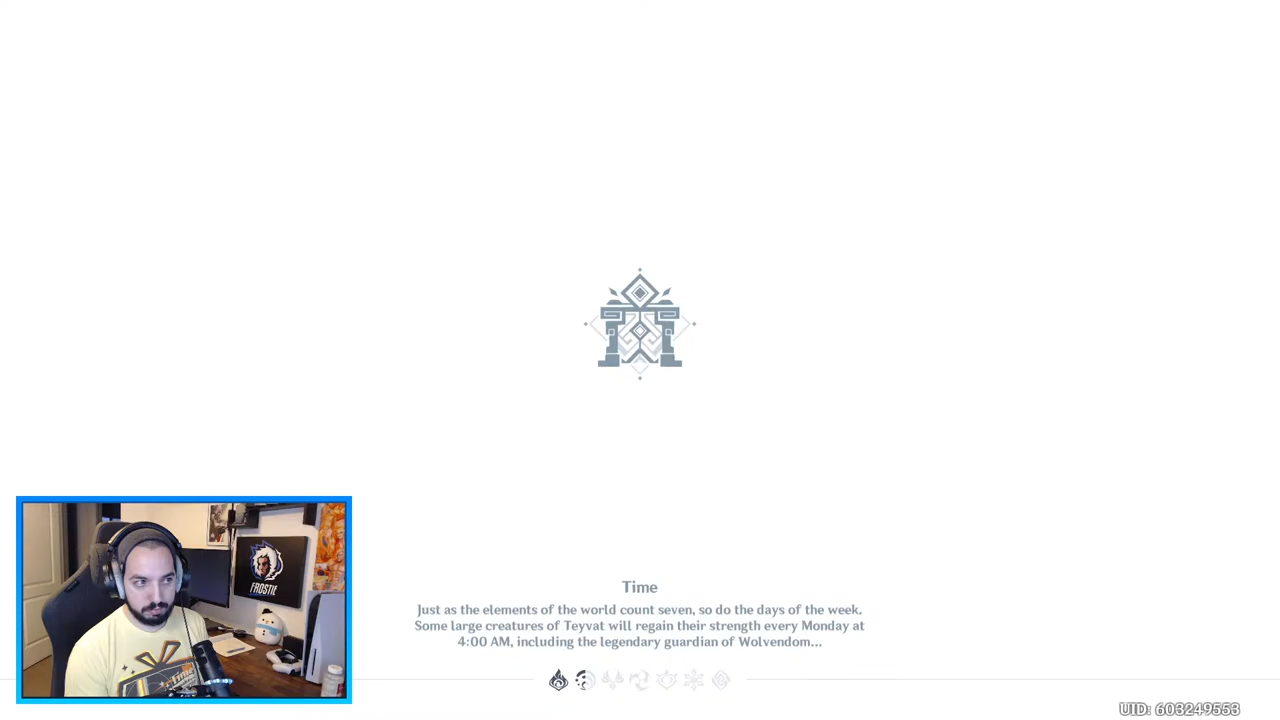 FROSTIE
Time
Just as the elements of the world count seven, so do the days of the week.
Some large creatures of Teyvat will regain their strength every Monday at
4:00 AM, including the legendary guardian of Wolvendom...
UID: 603249553